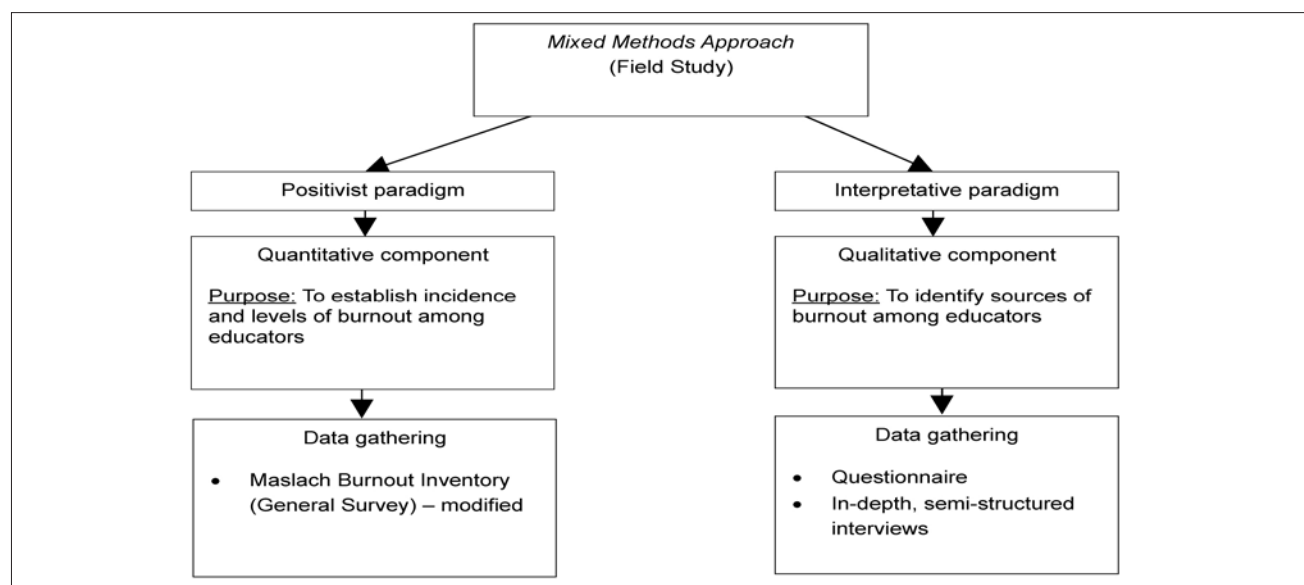 Mixed Methods Approach
(Field Study)
Positivist paradigm
Interpretative paradigm
Quantitative component
Purpose: To establish incidence
and levels of burnout among
educators
Qualitative component
Purpose: To identify sources of
burnout among educators
Data gathering
• Maslach Burnout Inventory
(General Survey) – modified
Data gathering
• Questionnaire
• In-depth, semi-structured
interviews